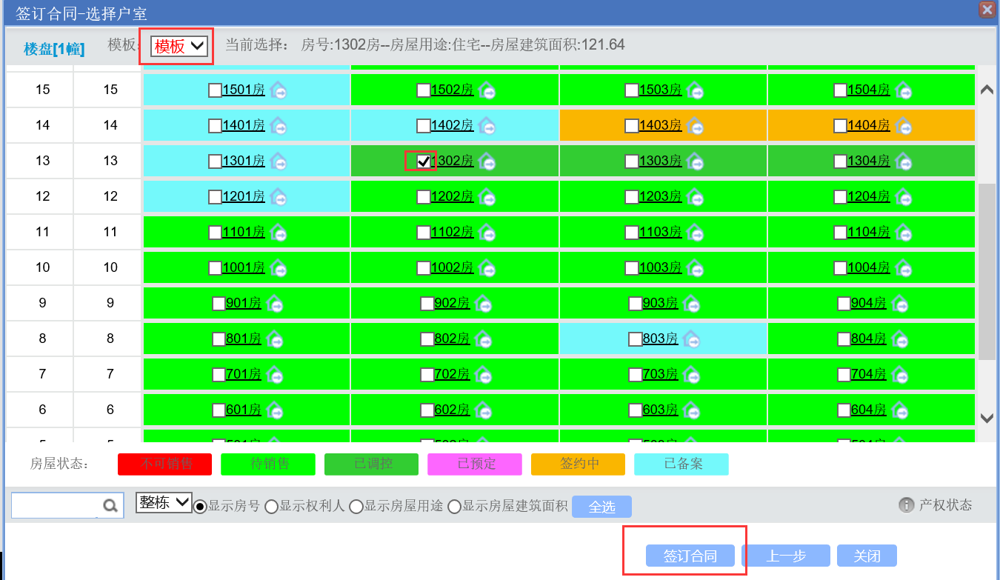 签订合同-选择户室
楼盘[1幢] 模板: 模板 当前选择: 房号:1302房--房屋用途:住宅--房屋建筑面积:121.64
15 15 1501房 1502房 1503房 1504房
14 14 1401房 1402房 1403房 1404房
13 13 1301房 1302房 1303房 1304房
12 12 1201房 1202房 1203房 1204房
11 11 1101房 1102房 1103房 1104房
10 10 1001房 1002房 1003房 1004房
9 9 901房 902房 903房 904房
8 8 801房 802房 803房 804房
7 7 701房 702房 703房 704房
6 6 601房 602房 603房 604房
房屋状态: 不可销售 待销售 已调控 已预定 签约中 已备案
整栋 显示房号 显示权利人 显示房屋用途 显示房屋建筑面积 全选 产权状态
签订合同 上一步 关闭